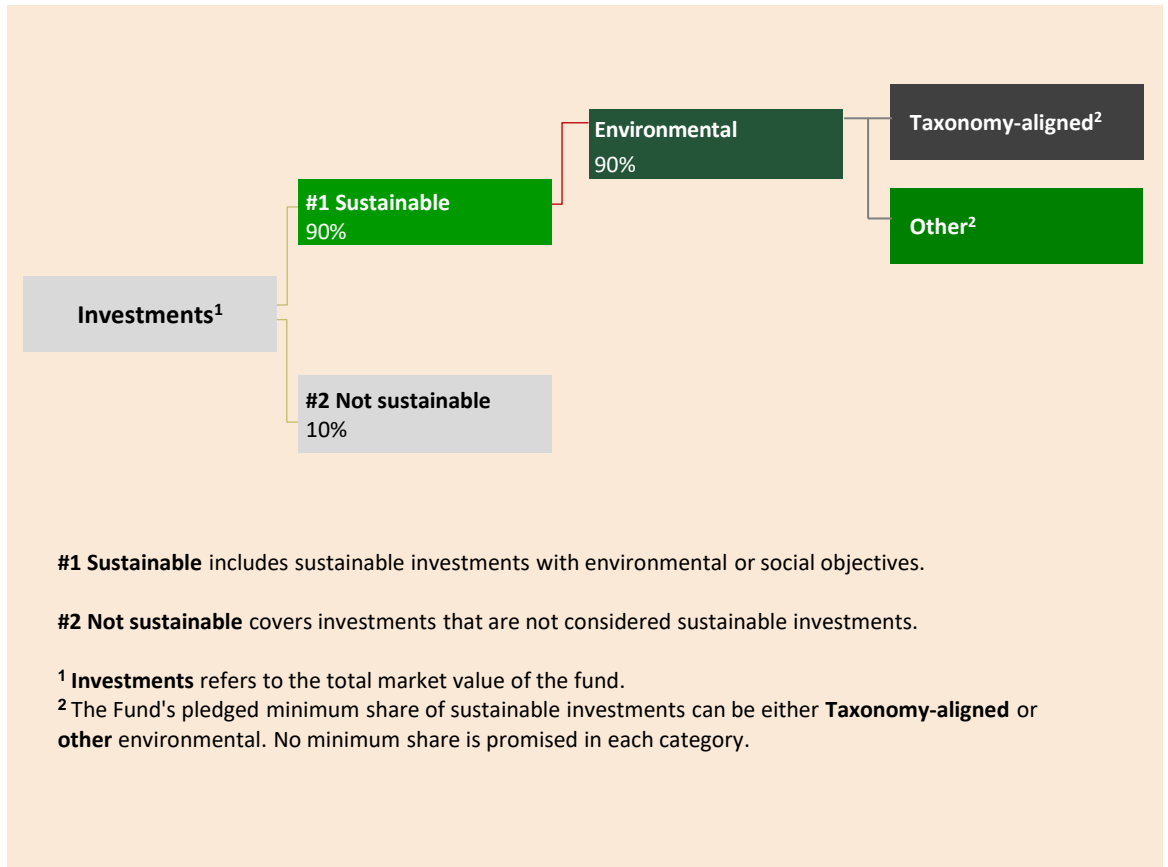 Environmental
90%
Taxonomy-aligned²
#1 Sustainable
90%
Other²
Investments¹
#2 Not sustainable
10%
#1 Sustainable includes sustainable investments with environmental or social objectives.
#2 Not sustainable covers investments that are not considered sustainable investments.
¹ Investments refers to the total market value of the fund.
² The Fund's pledged minimum share of sustainable investments can be either Taxonomy-aligned or
other environmental. No minimum share is promised in each category.